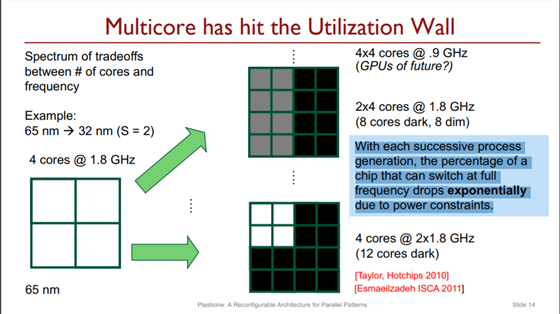 Multicore has hit the Utilization Wall
Spectrum of tradeoffs
between # of cores and
frequency
Example:
65 nm → 32 nm (S = 2)
4 cores @ 1.8 GHz
65 nm
4x4 cores @ .9 GHz
(GPUs of future?)
2x4 cores @ 1.8 GHz
(8 cores dark, 8 dim)
With each successive process
generation, the percentage of a
chip that can switch at full
frequency drops exponentially
due to power constraints.
4 cores @ 2x1.8 GHz
(12 cores dark)
[Taylor, Hotchips 2010]
[Esmaeilzadeh ISCA 2011]
Plasticine: A Reconfigurable Architecture for Parallel Patterns
Slide 14